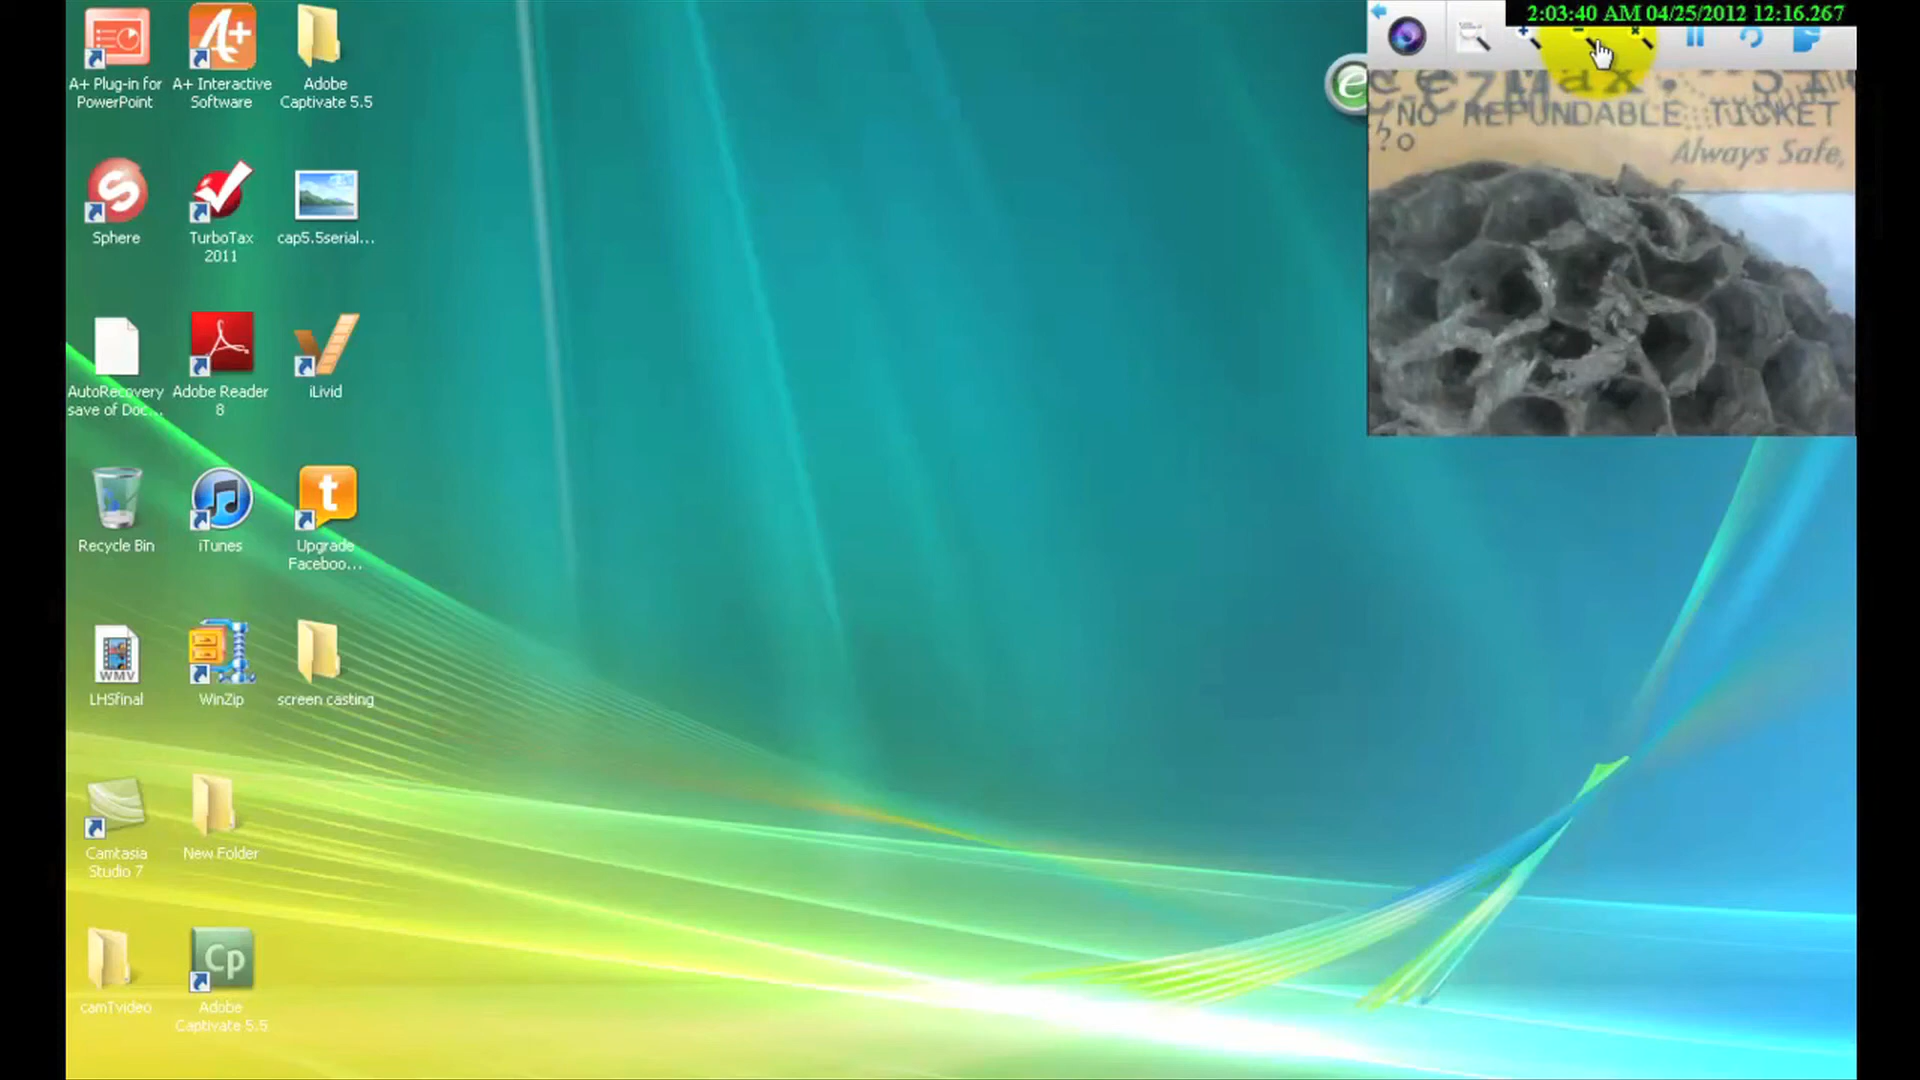 2:03:40 AM 04/25/2012 12:16.267
A+ Plug-in for
PowerPoint
A+ Interactive
Software
Adobe
Captivate 5.5
NO REFUNDABLE TICKET
Always Safe,
Sphere
TurboTax
2011
cap5.5serial...
AutoRecovery
save of Doc...
Adobe Reader
8
iLivid
Recycle Bin
iTunes
t
Upgrade
Faceboo...
WMV
LHSfinal
WinZip
screen casting
Camtasia
Studio 7
New Folder
camTvideo
Cp
Adobe
Captivate 5.5